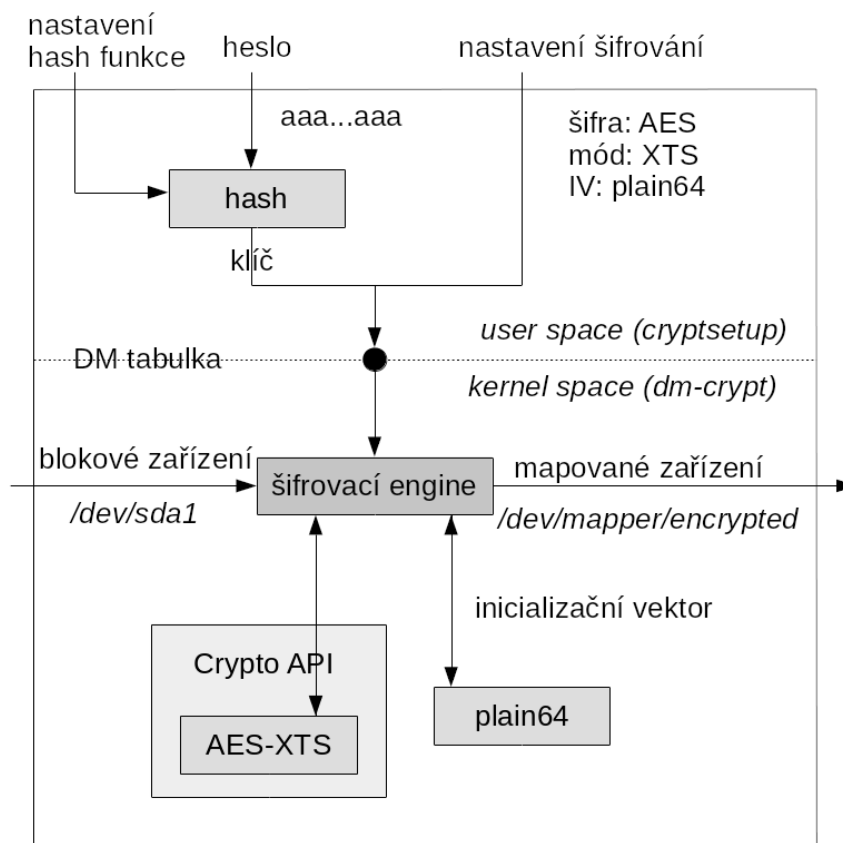 nastavení
hash funkce
heslo
nastavení šifrování
aaa...aaa
šifra: AES
mód: XTS
IV: plain64
hash
klíč
user space (cryptsetup)
DM tabulka
kernel space (dm-crypt)
blokové zařízení
šifrovací engine
mapované zařízení
/dev/sda1
/dev/mapper/encrypted
inicializační vektor
Crypto API
plain64
AES-XTS